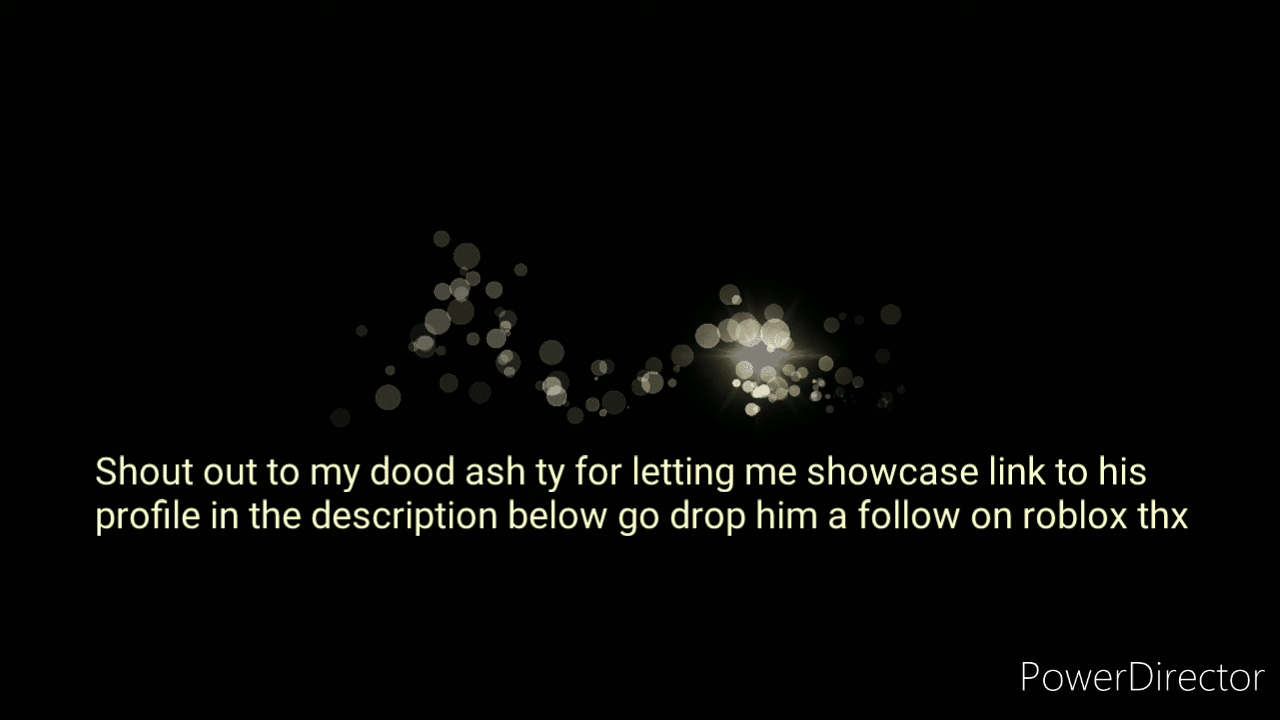 Shout out to my dood ash ty for letting me showcase link to his
profile in the description below go drop him a follow on roblox thx
PowerDirector